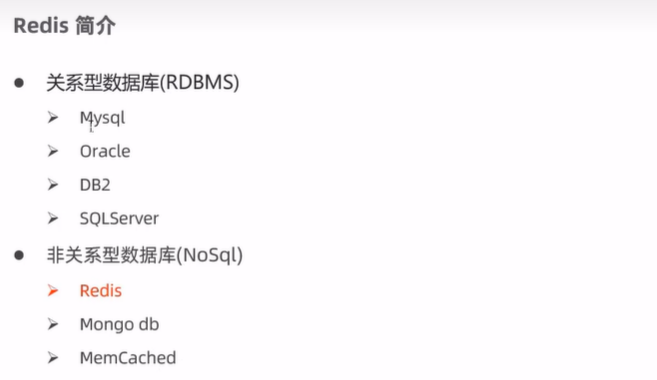 Redis 简介
关系型数据库(RDBMS)
Mysql
Oracle
DB2
SQLServer
非关系型数据库(NoSql)
Redis
Mongo db
MemCached